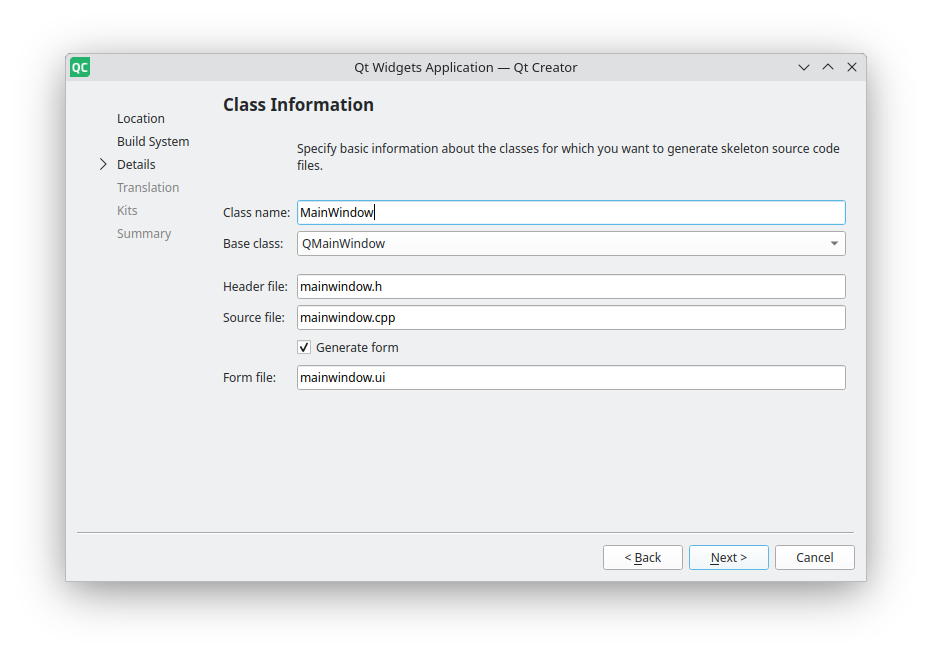 QC
Qt Widgets Application — Qt Creator
Location
Build System
Details
Translation
Kits
Summary
Class Information
Specify basic information about the classes for which you want to generate skeleton source code
files.
Class name: MainWindow
Base class: QMainWindow
Header file: mainwindow.h
Source file: mainwindow.cpp
Generate form
Form file: mainwindow.ui
< Back Next > Cancel